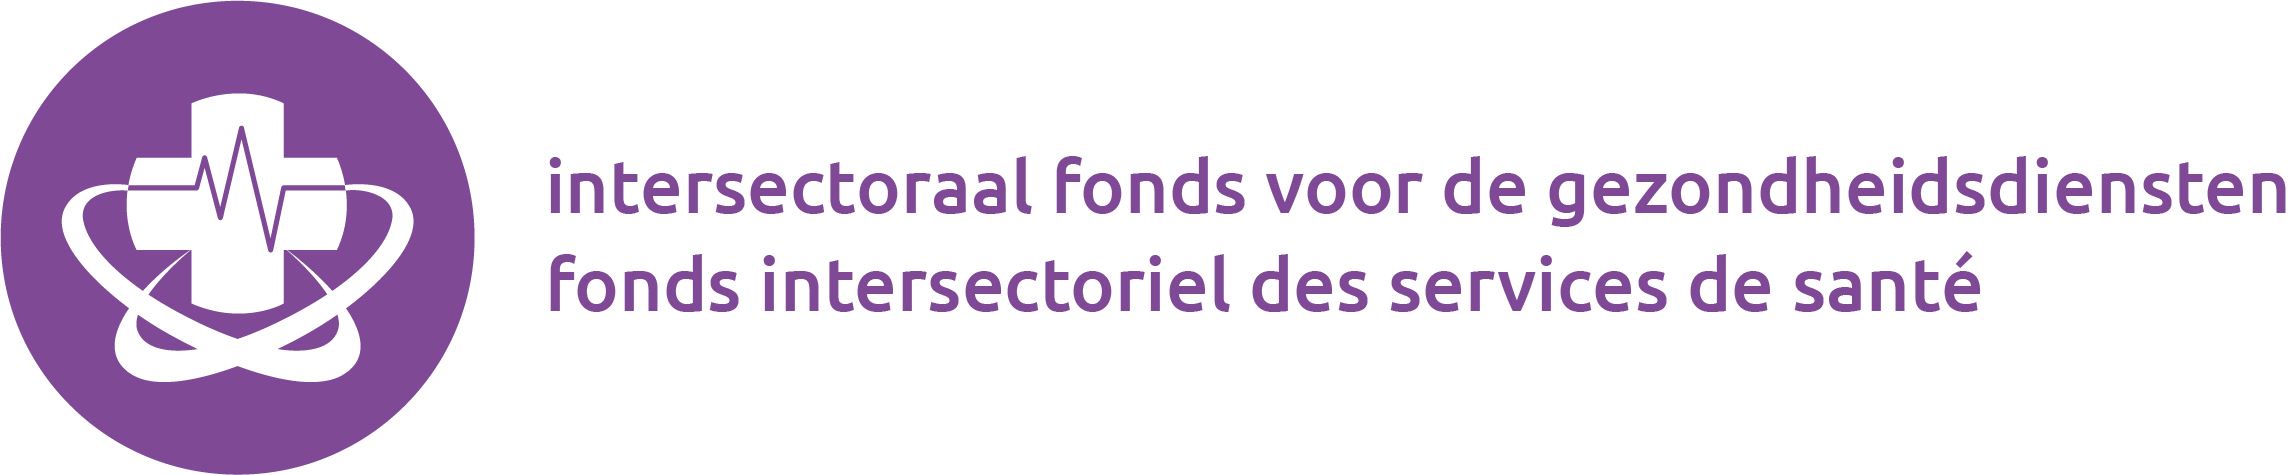 intersectoraal fonds voor de gezondheidsdiensten
fonds intersectoriel des services de santé